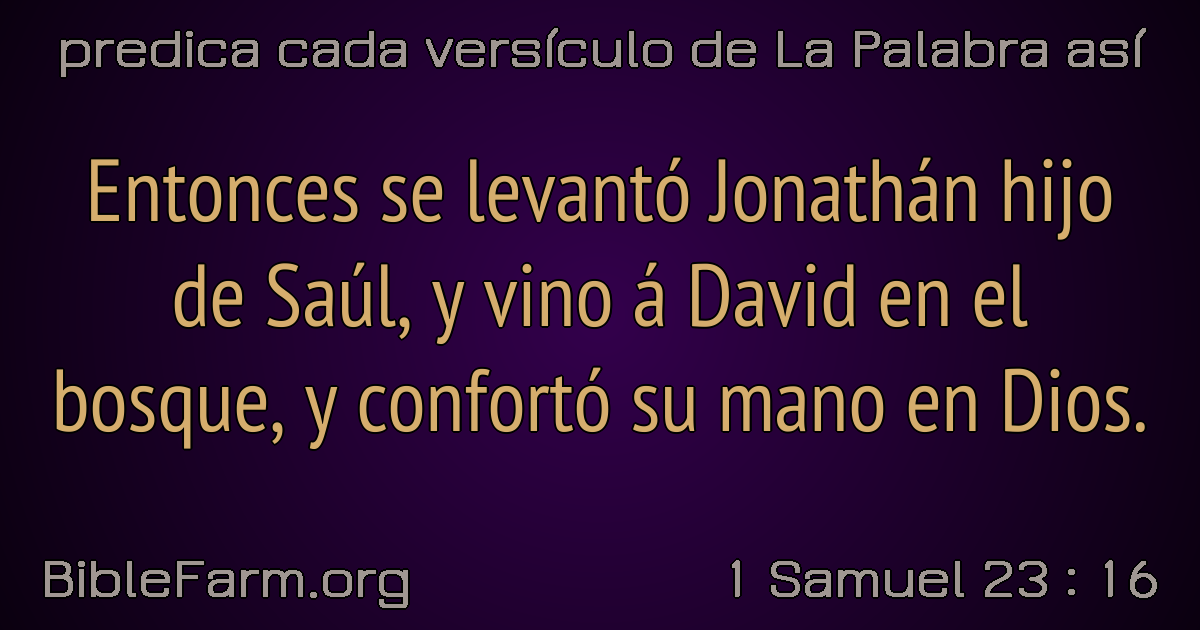 predica cada versículo de La Palabra así
Entonces se levantó Jonathán hijo
de Saúl, y vino á David en el
bosque, y confortó su mano en Dios.
BibleFarm.org
1 Samuel 23 : 16